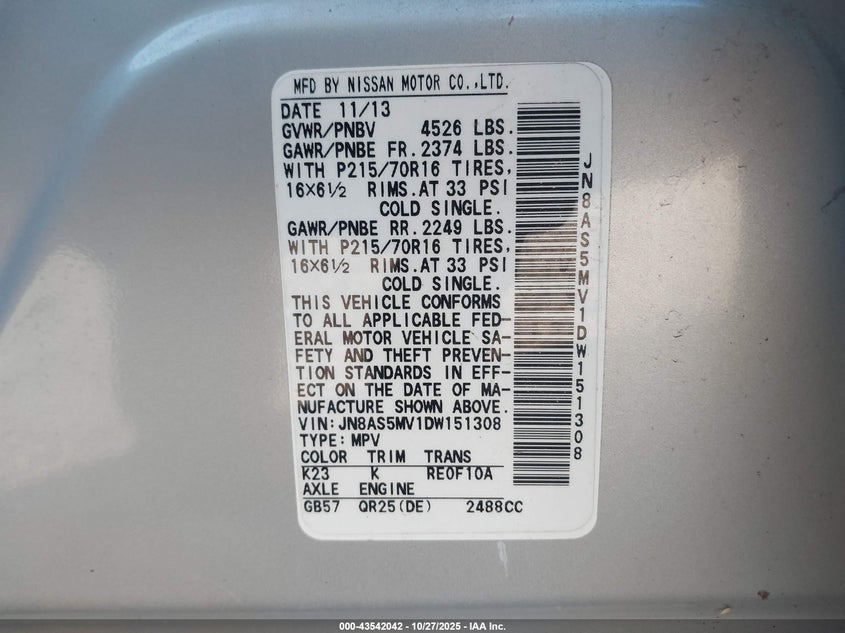 MFD BY NISSAN MOTOR CO.,LTD.
DATE 11/13
GVWR/PNBV 4526 LBS.
GAWR/PNBE FR.2374 LBS.
WITH P215/70R16 TIRES,
16×6½ RIMS.AT 33 PSI
COLD SINGLE.
GAWR/PNBE RR.2249 LBS.
WITH P215/70R16 TIRES,
16×6½ RIMS.AT 33 PSI
COLD SINGLE.
THIS VEHICLE CONFORMS
TO ALL APPLICABLE FED-
ERAL MOTOR VEHICLE SA-
FETY AND THEFT PREVEN-
TION STANDARDS IN EFF-
ECT ON THE DATE OF MA-
NUFACTURE SHOWN ABOVE.
VIN:JN8AS5MV1DW151308
TYPE:MPV
COLOR TRIM TRANS
K23 K RE0F10A
AXLE ENGINE
GB57 QR25(DE) 2488CC
JN8AS5MV1DW151308
000-43542042 / 10/27/2025 - IAA Inc.